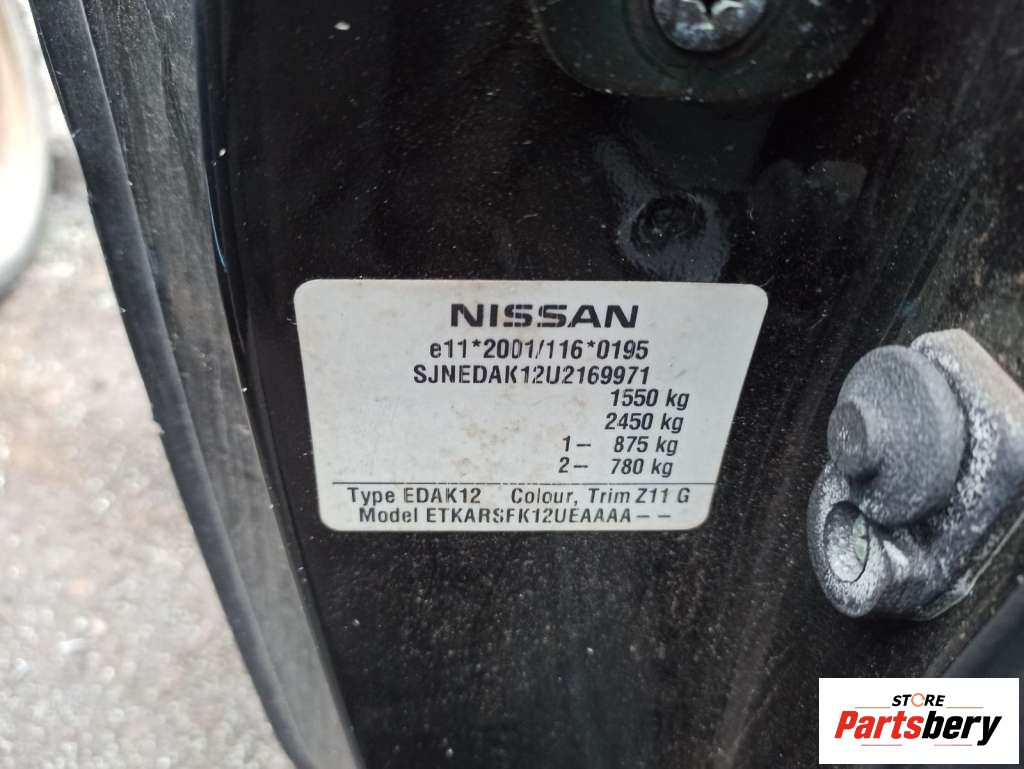 NISSAN
e11*2001/116*0195
SJNEDAK12U2169971
1550 kg
2450 kg
1– 875 kg
2– 780 kg
Type EDAK12 Colour, Trim Z11 G
Model ETKARSFK12UEAAAA – –
STORE
Partsbery